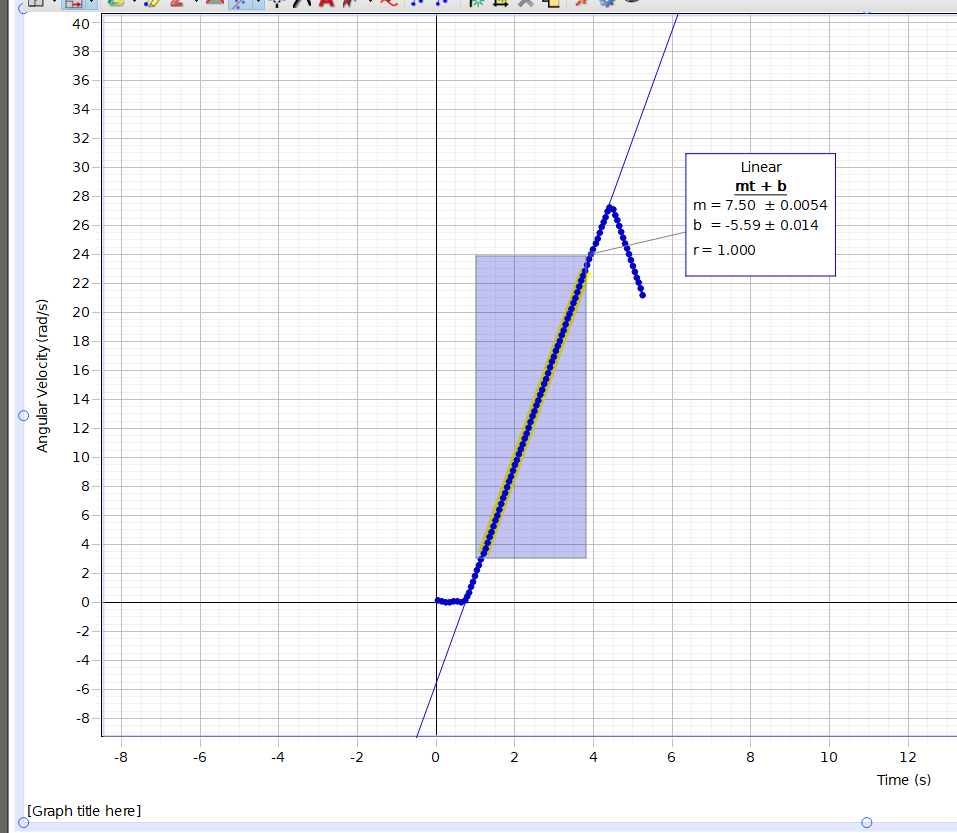 40
38
36
34
32
30
28
26
24
22
20
18
16
14
12
10
8
6
4
2
0
-2
-4
-6
-8
Angular Velocity (rad/s)
Linear
mt + b
m = 7.50 ± 0.0054
b = -5.59 ± 0.014
r = 1.000
-8 -6 -4 -2 0 2 4 6 8 10 12
Time (s)
[Graph title here]